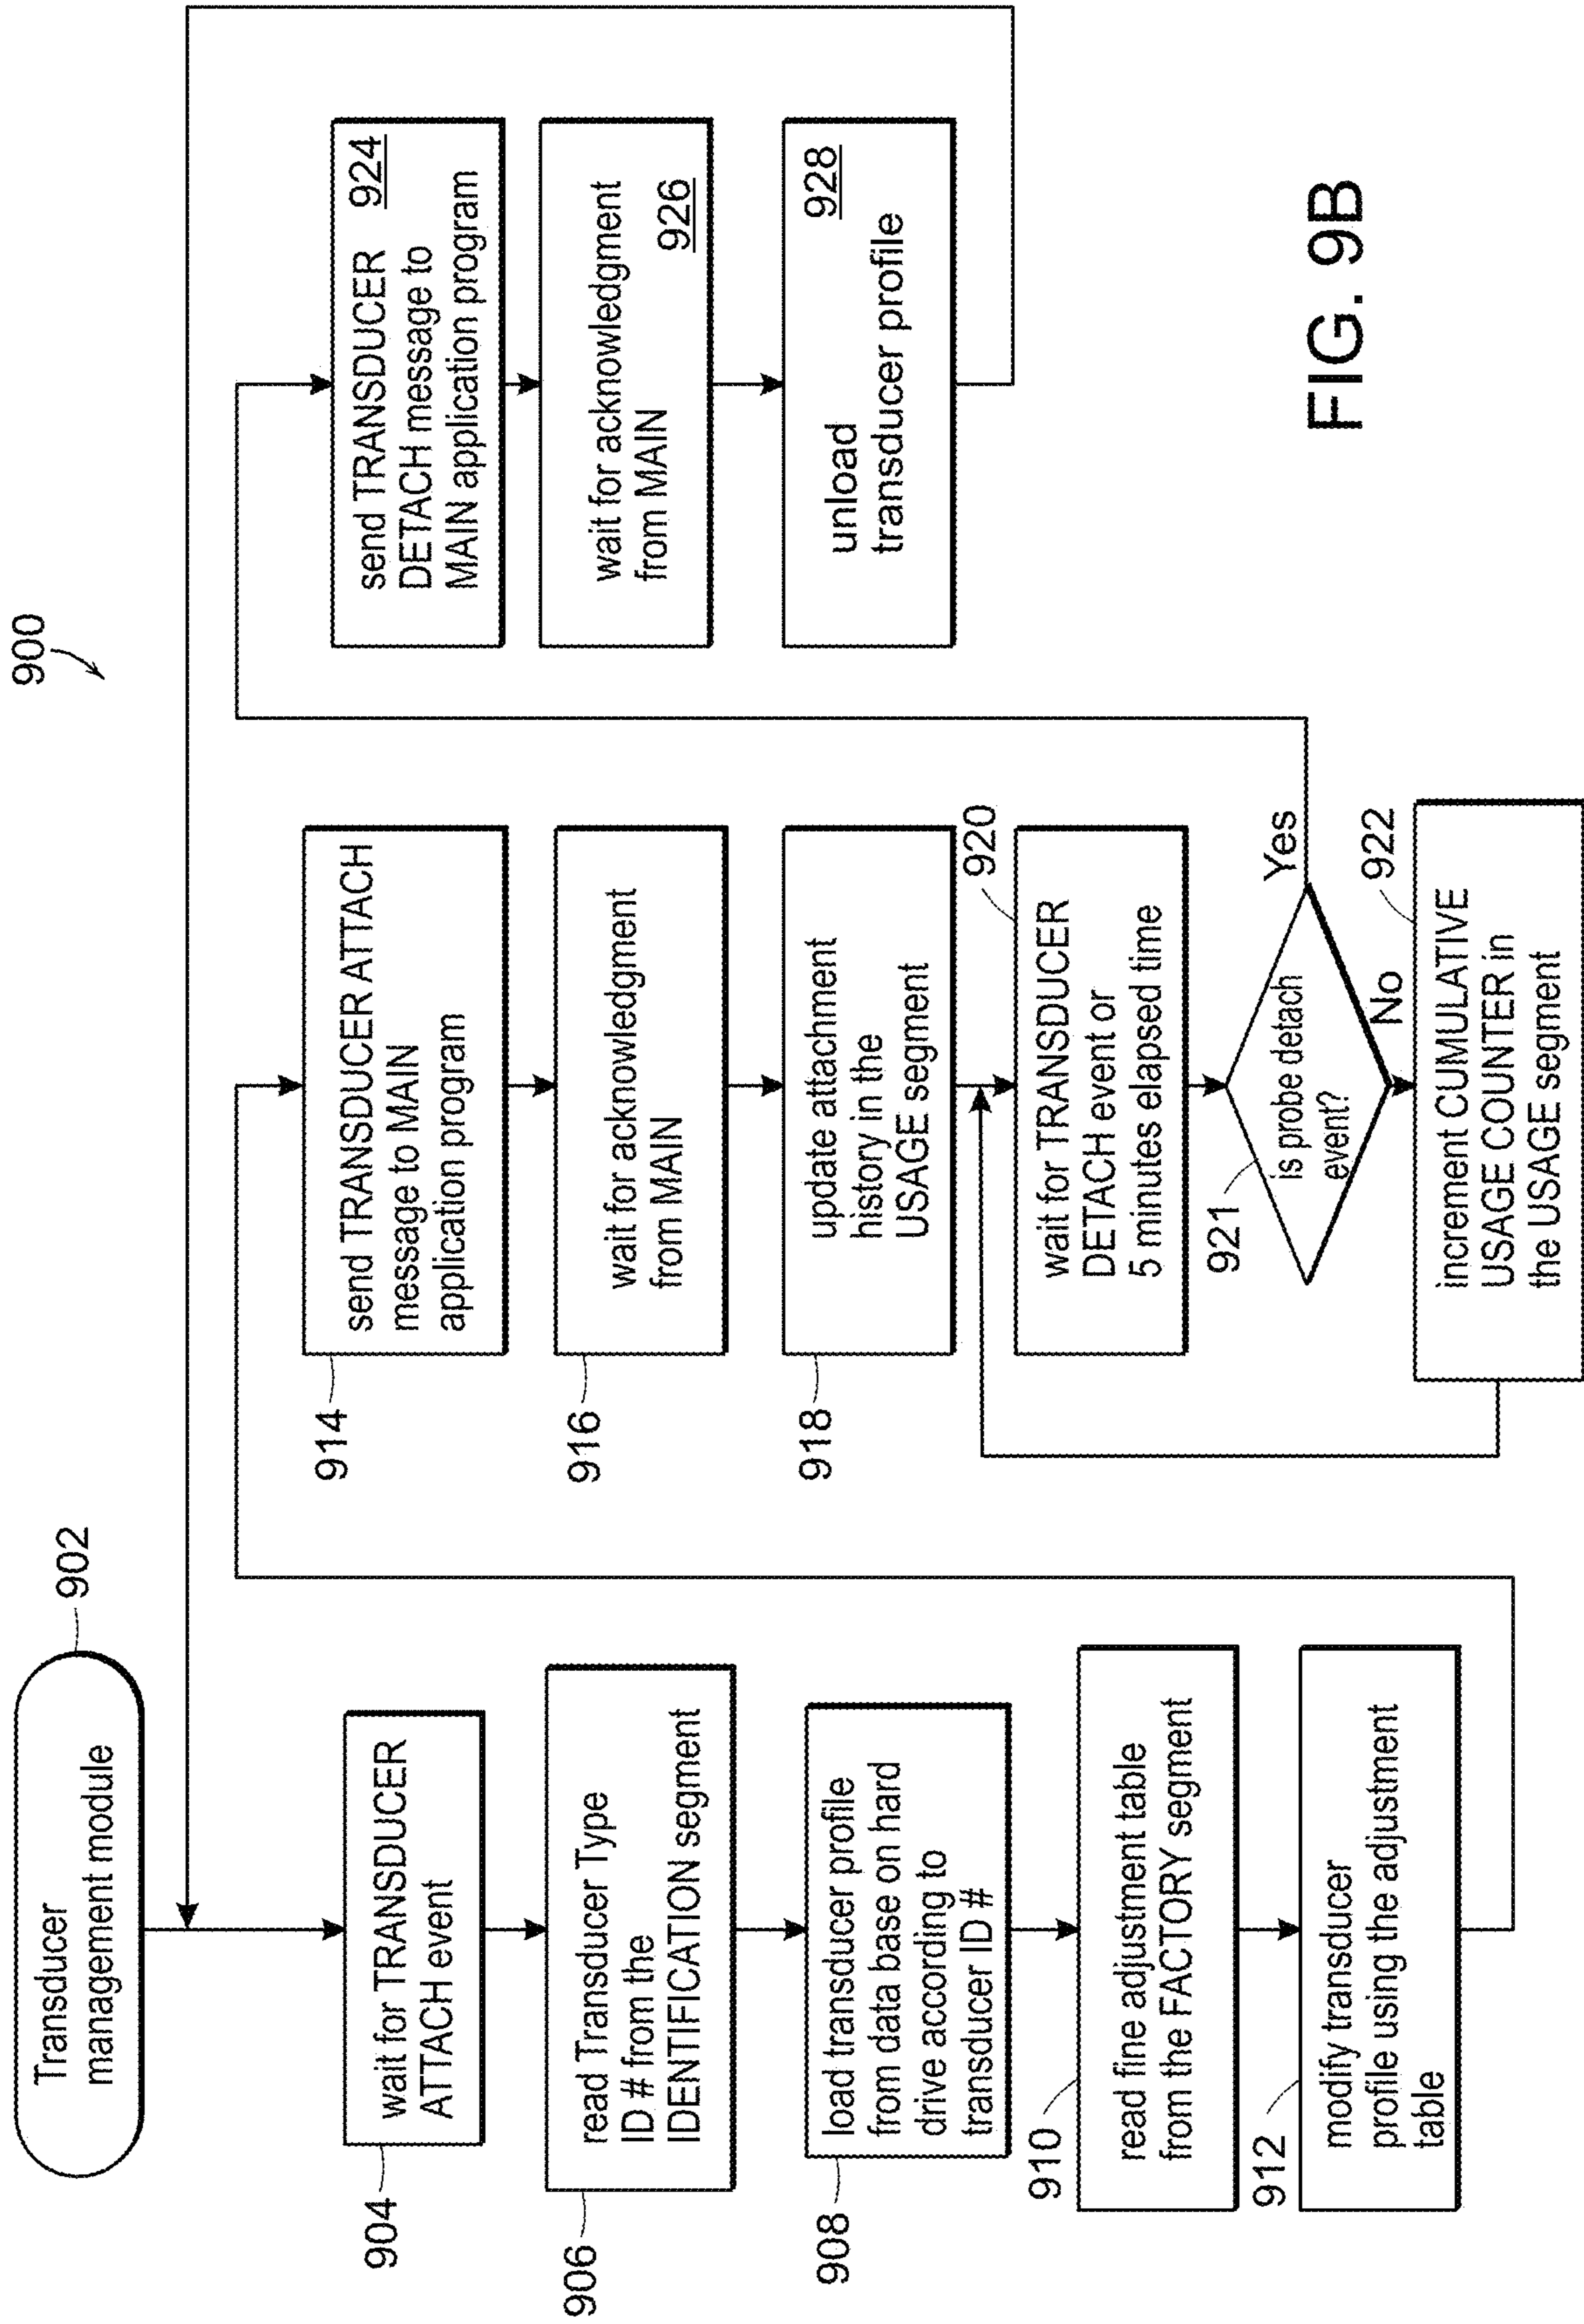 900
Transducer
management module
902
wait for TRANSDUCER
ATTACH event
904
read Transducer Type
ID # from the
IDENTIFICATION segment
906
load transducer profile
from data base on hard
drive according to
transducer ID #
908
read fine adjustment table
from the FACTORY segment
910
modify transducer
profile using the adjustment
table
912
send TRANSDUCER ATTACH
message to MAIN
application program
914
wait for acknowledgment
from MAIN
916
update attachment
history in the
USAGE segment
918
wait for TRANSDUCER
DETACH event or
5 minutes elapsed time
920
is probe detach
event?
921
Yes
No
increment CUMULATIVE
USAGE COUNTER in
the USAGE segment
922
send TRANSDUCER 924
DETACH message to
MAIN application program
wait for acknowledgment
from MAIN 926
unload 928
transducer profile
FIG. 9B